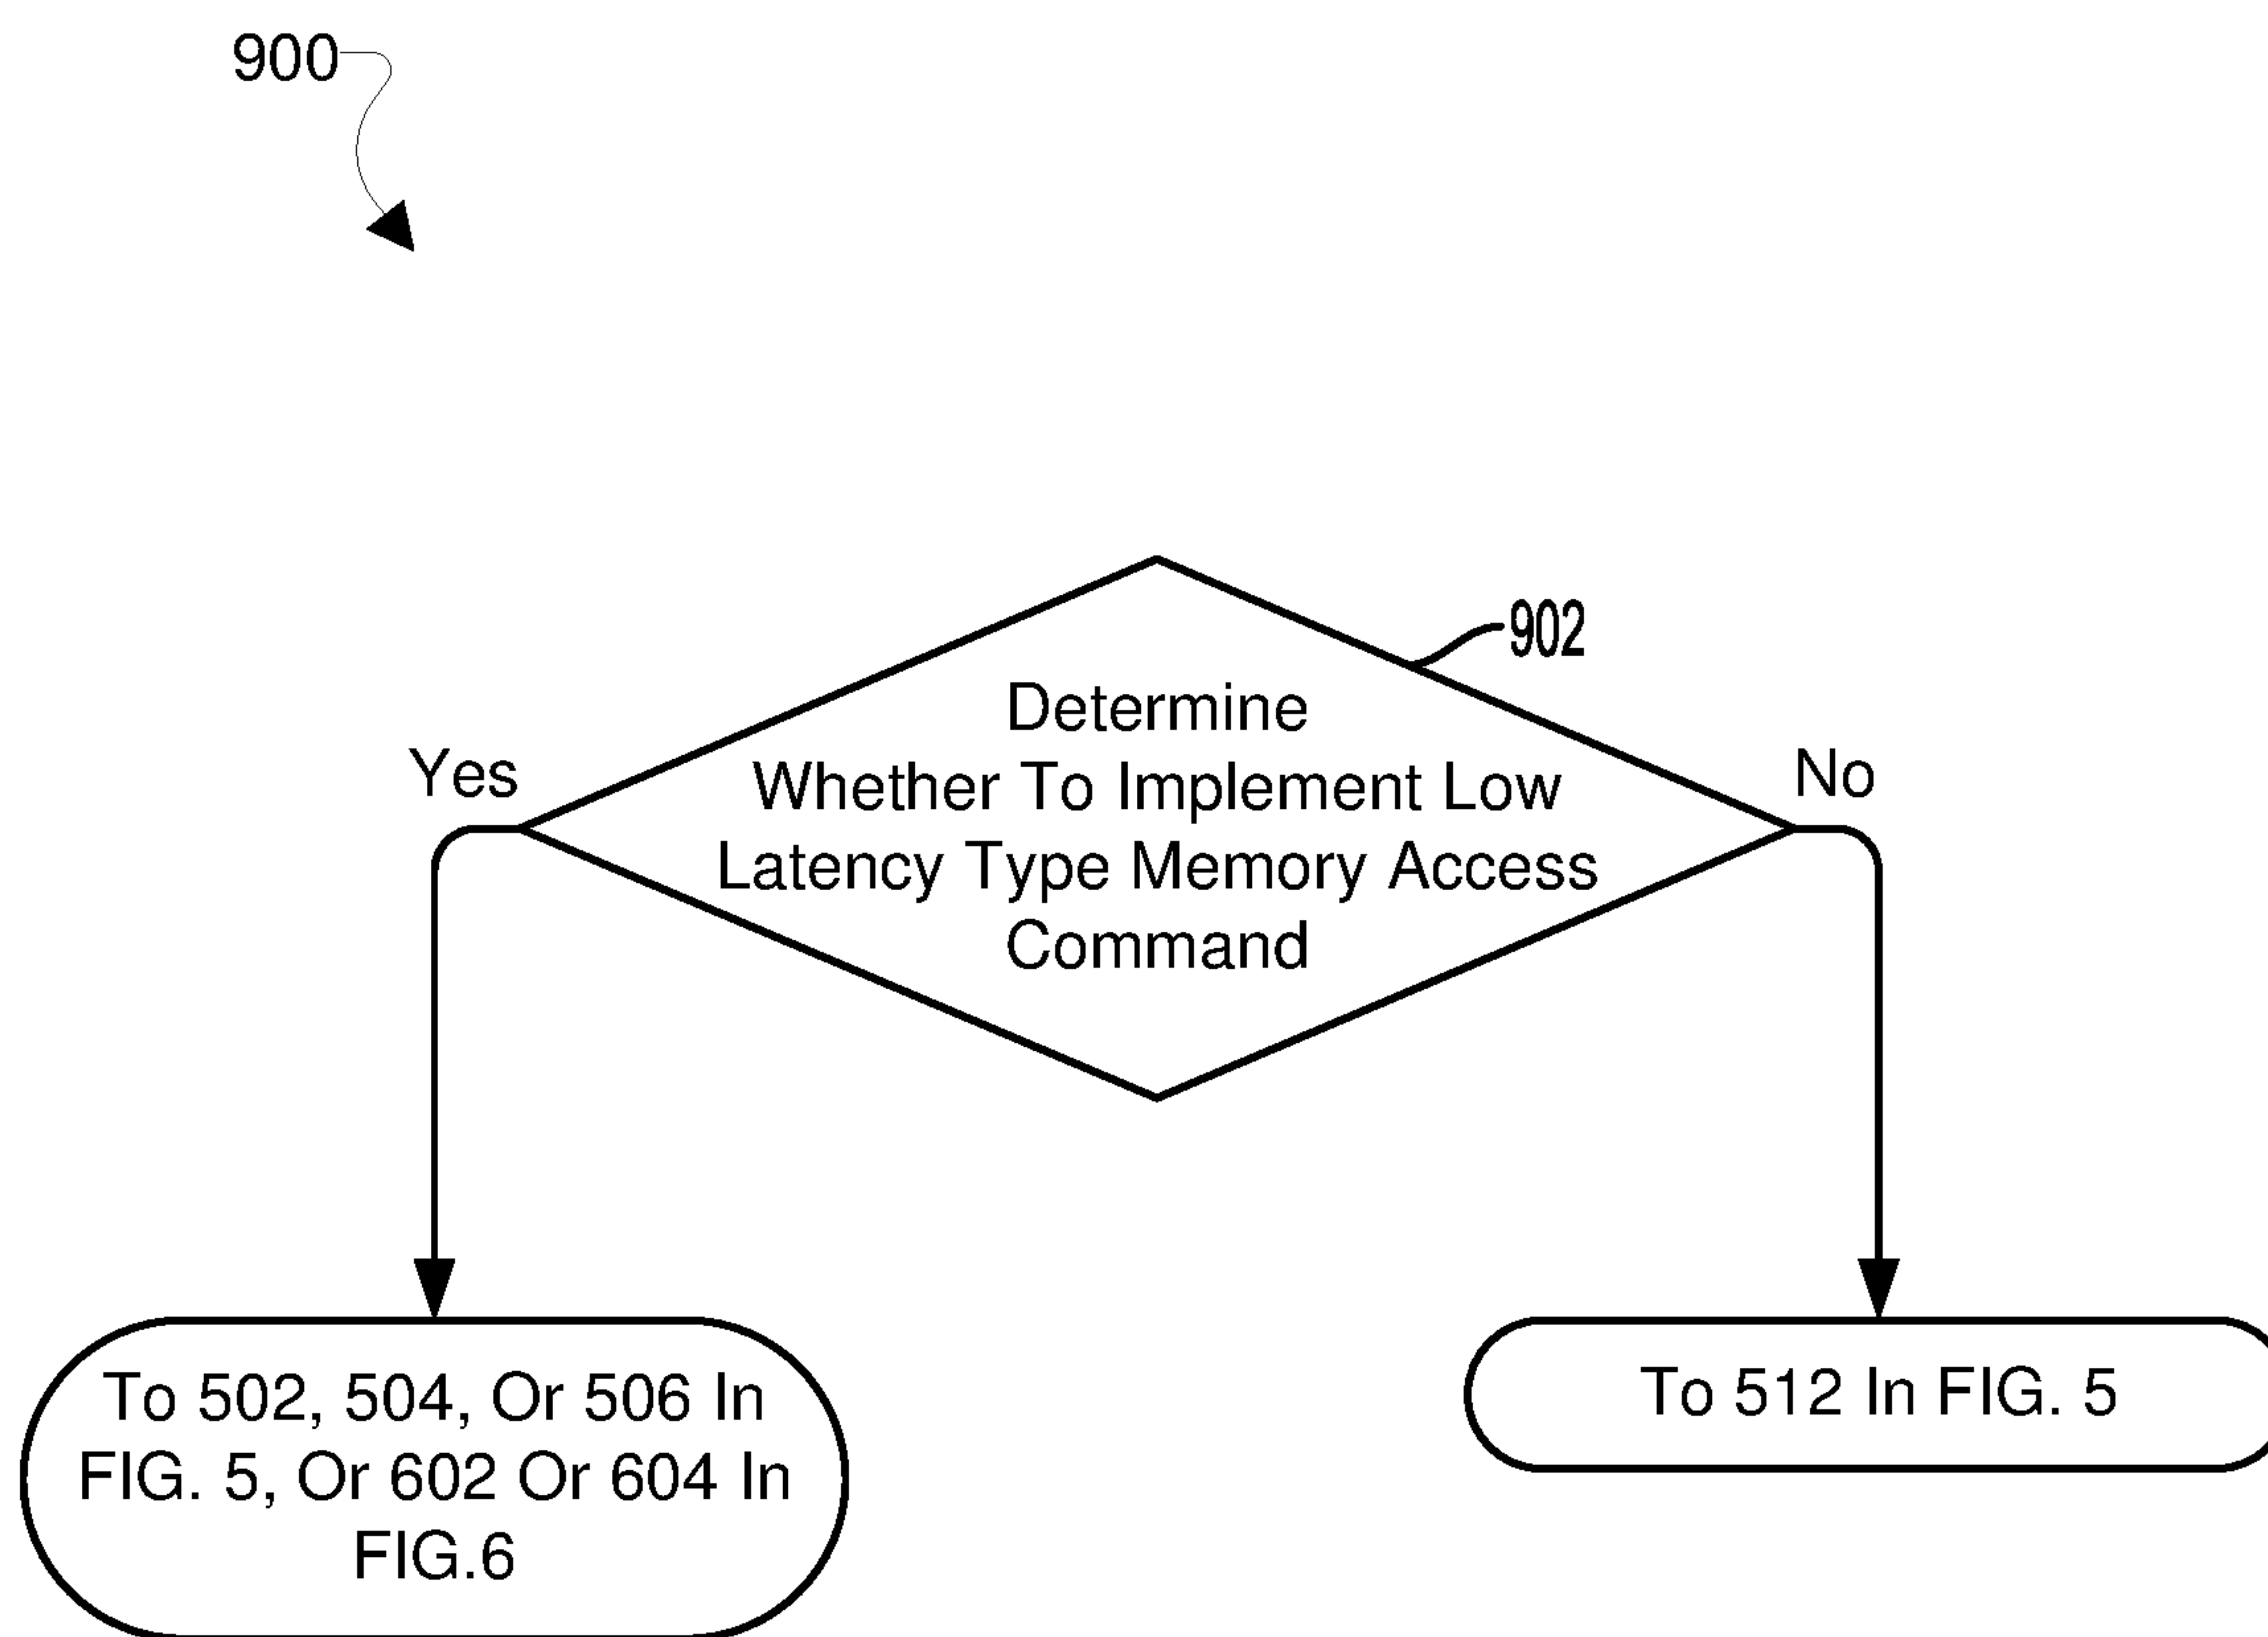 900
902
Determine
Whether To Implement Low
Latency Type Memory Access
Command
Yes
No
To 502, 504, Or 506 In
FIG. 5, Or 602 Or 604 In
FIG.6
To 512 In FIG. 5